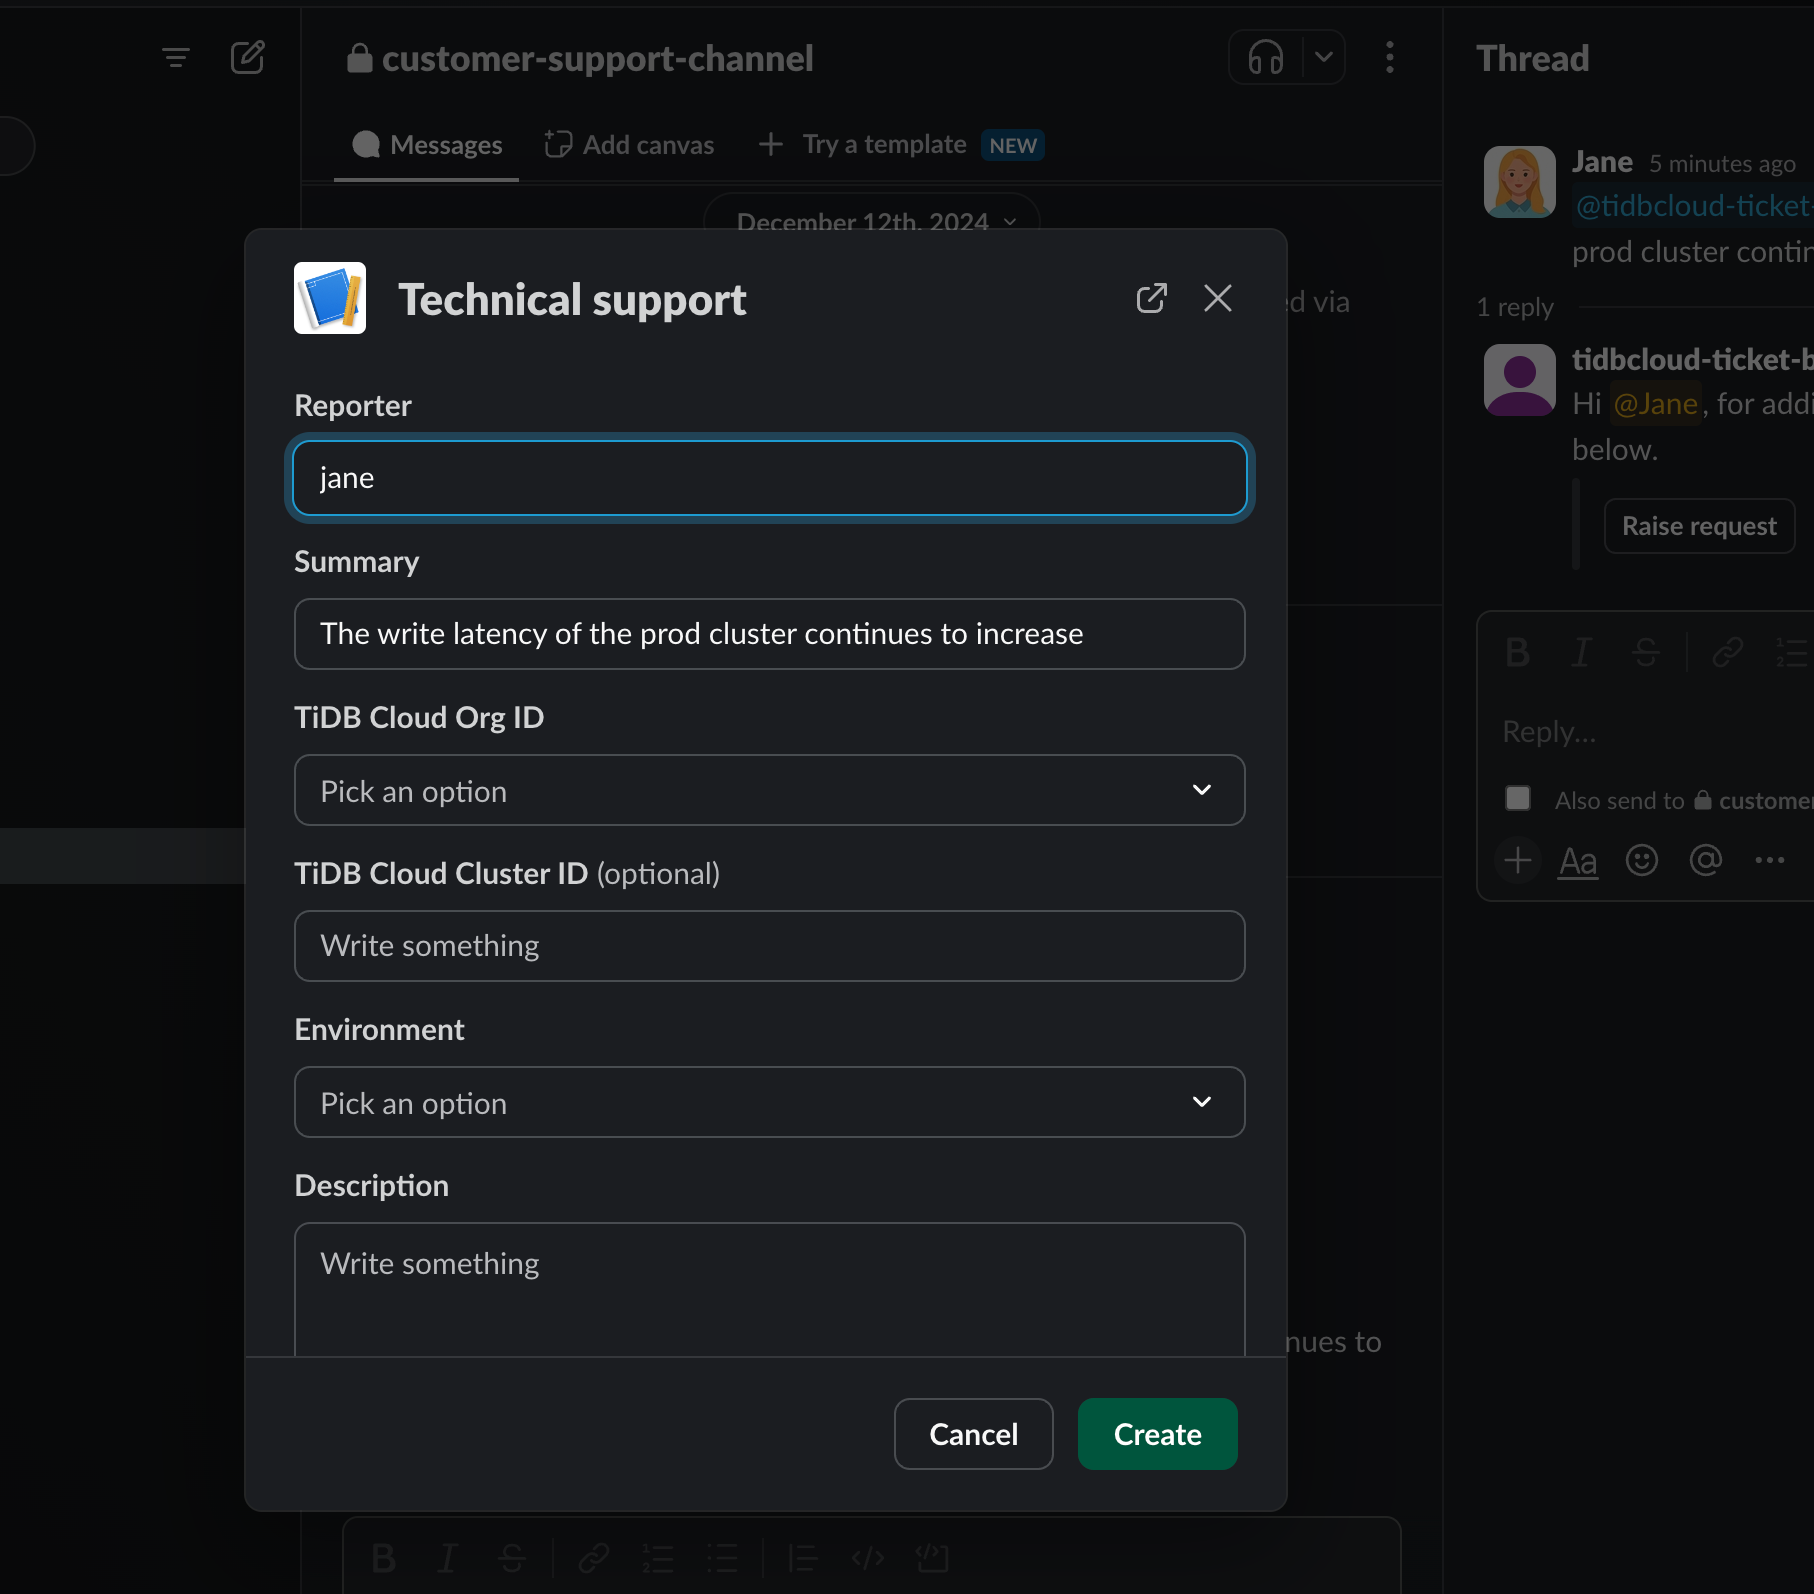 customer-support-channel
Messages
Add canvas
Try a template NEW
December 12th, 2024
ed via
Technical support
Reporter
jane
Summary
The write latency of the prod cluster continues to increase
TiDB Cloud Org ID
Pick an option
TiDB Cloud Cluster ID (optional)
Write something
Environment
Pick an option
Description
Write something
nues to
Cancel
Create
Thread
Jane 5 minutes ago
@tidbcloud-ticket-
prod cluster contin
1 reply
tidbcloud-ticket-b
Hi @Jane, for addi
below.
Raise request
B I S
Reply...
Also send to customer
Aa
B I S